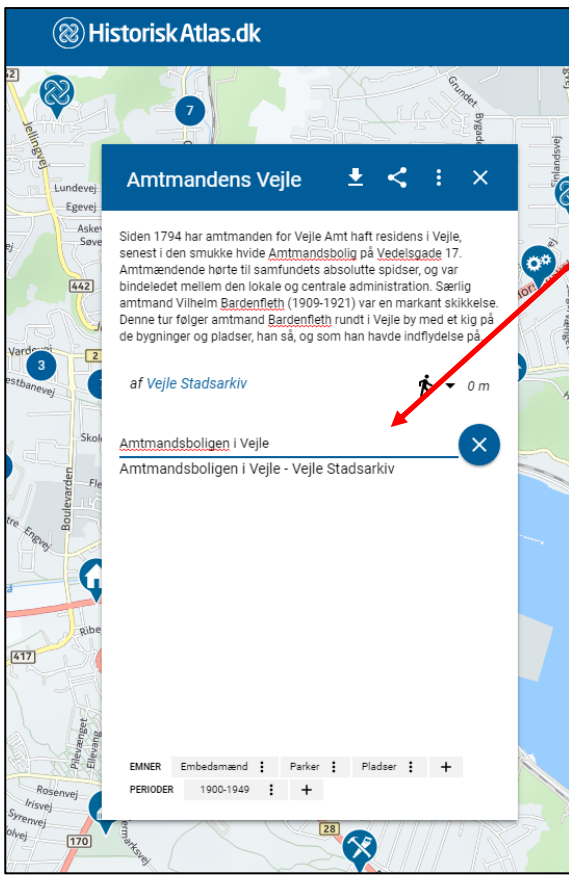 HistoriskAtlas.dk
7
Grundet
Bygade
Jellingvej
Lundevej
Egevej
442
3
2
Boulevarden
417
Ribe
Rosenvej
Irisvej
Syrenvej
170
28
Amtmandens Vejle
Siden 1794 har amtmanden for Vejle Amt haft residens i Vejle,
senest i den smukke hvide Amtmandsbolig på Vedelsgade 17.
Amtmændende hørte til samfundets absolutte spidser, og var
bindeledet mellem den lokale og centrale administration. Særlig
amtmand Vilhelm Bardenfleth (1909-1921) var en markant skikkelse.
Denne tur følger amtmand Bardenfleth rundt i Vejle by med et kig på
de bygninger og pladser, han så, og som han havde indflydelse på.
af Vejle Stadsarkiv
0 m
Amtmandsboligen i Vejle
Amtmandsboligen i Vejle - Vejle Stadsarkiv
EMNER Embedsmænd Parker Pladser +
PERIODER 1900-1949 +